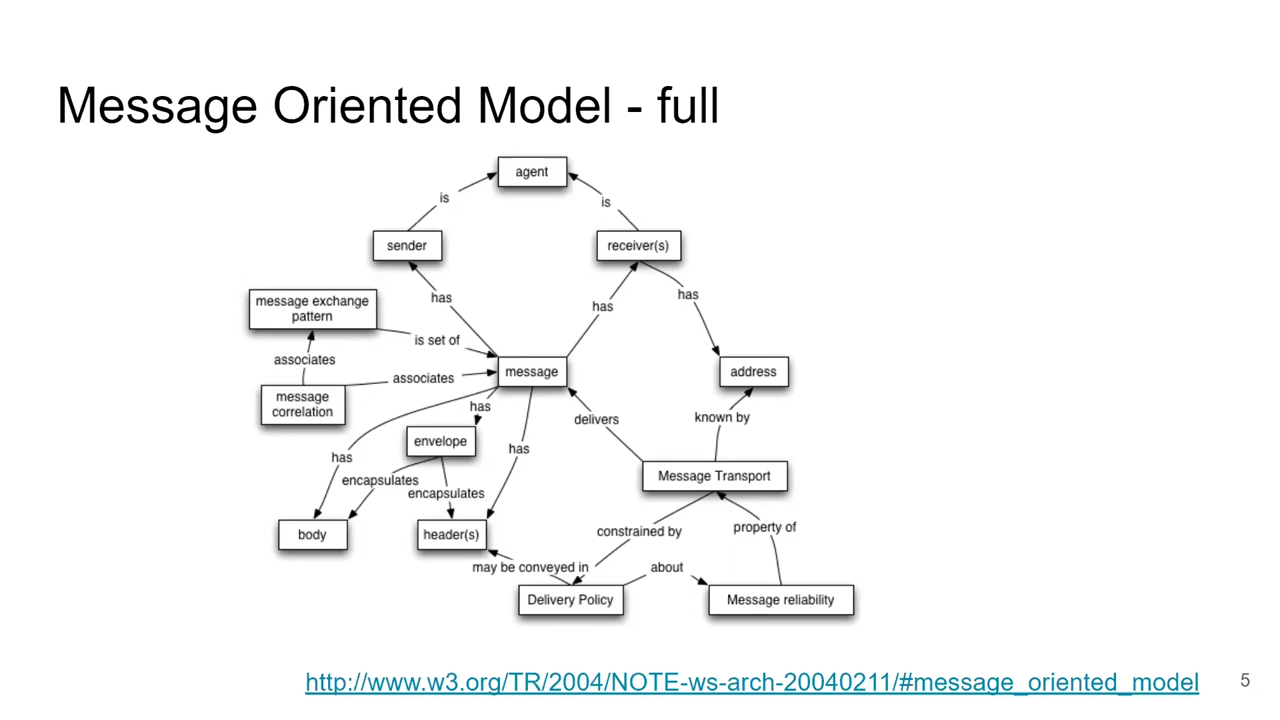 Message Oriented Model - full
agent
is
is
sender
receiver(s)
has
has
has
message exchange
pattern
is set of
associates
associates
message
address
message
correlation
has
delivers
known by
envelope
has
has
encapsulates
encapsulates
Message Transport
body
header(s)
constrained by
property of
may be conveyed in
about
Delivery Policy
Message reliability
http://www.w3.org/TR/2004/NOTE-ws-arch-20040211/#message_oriented_model
5